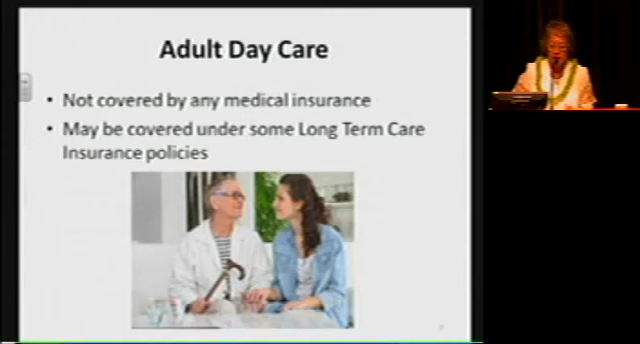 Adult Day Care
• Not covered by any medical insurance
• May be covered under some Long Term Care
Insurance policies